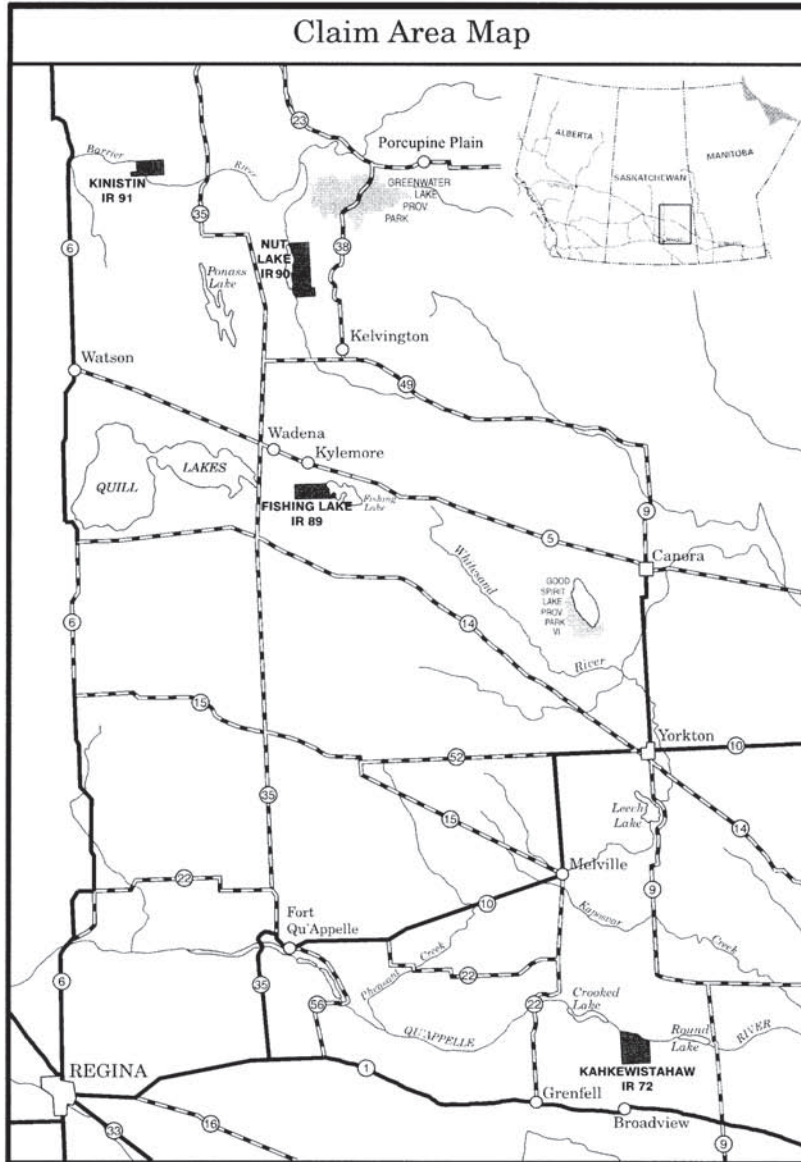 Claim Area Map
23
Porcupine Plain
Barrier
River
KINISTIN
IR 91
GREENWATER
LAKE
PROV.
PARK
ALBERTA
SASKATCHEWAN
MANITOBA
35
6
NUT
LAKE
IR 90
38
Ponass
Lake
Kelvington
Watson
49
Wadena
Kylemore
QUILL
LAKES
FISHING LAKE
IR 89
Fishing
Lake
9
5
Canora
Whitesand
River
GOOD
SPIRIT
LAKE
PROV.
PARK
VI
6
14
15
Yorkton
52
10
35
15
Leech
Lake
14
Melville
22
9
10
Kaposvar
Creek
Fort
Qu'Appelle
Pheasant
Creek
22
6
35
56
22
Crooked
Lake
QU'APPELLE
Round
Lake
RIVER
KAHKEWISTAHAW
IR 72
REGINA
1
Grenfell
Broadview
33
16
9